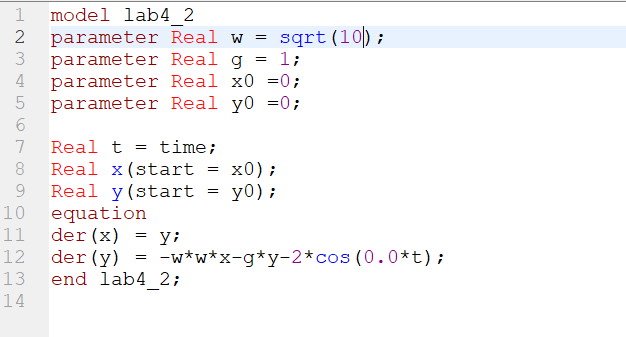 1 model lab4_2
2 parameter Real w = sqrt(10);
3 parameter Real g = 1;
4 parameter Real x0 =0;
5 parameter Real y0 =0;
6
7 Real t = time;
8 Real x(start = x0);
9 Real y(start = y0);
10 equation
11 der(x) = y;
12 der(y) = -w*w*x-g*y-2*cos(0.0*t);
13 end lab4_2;
14